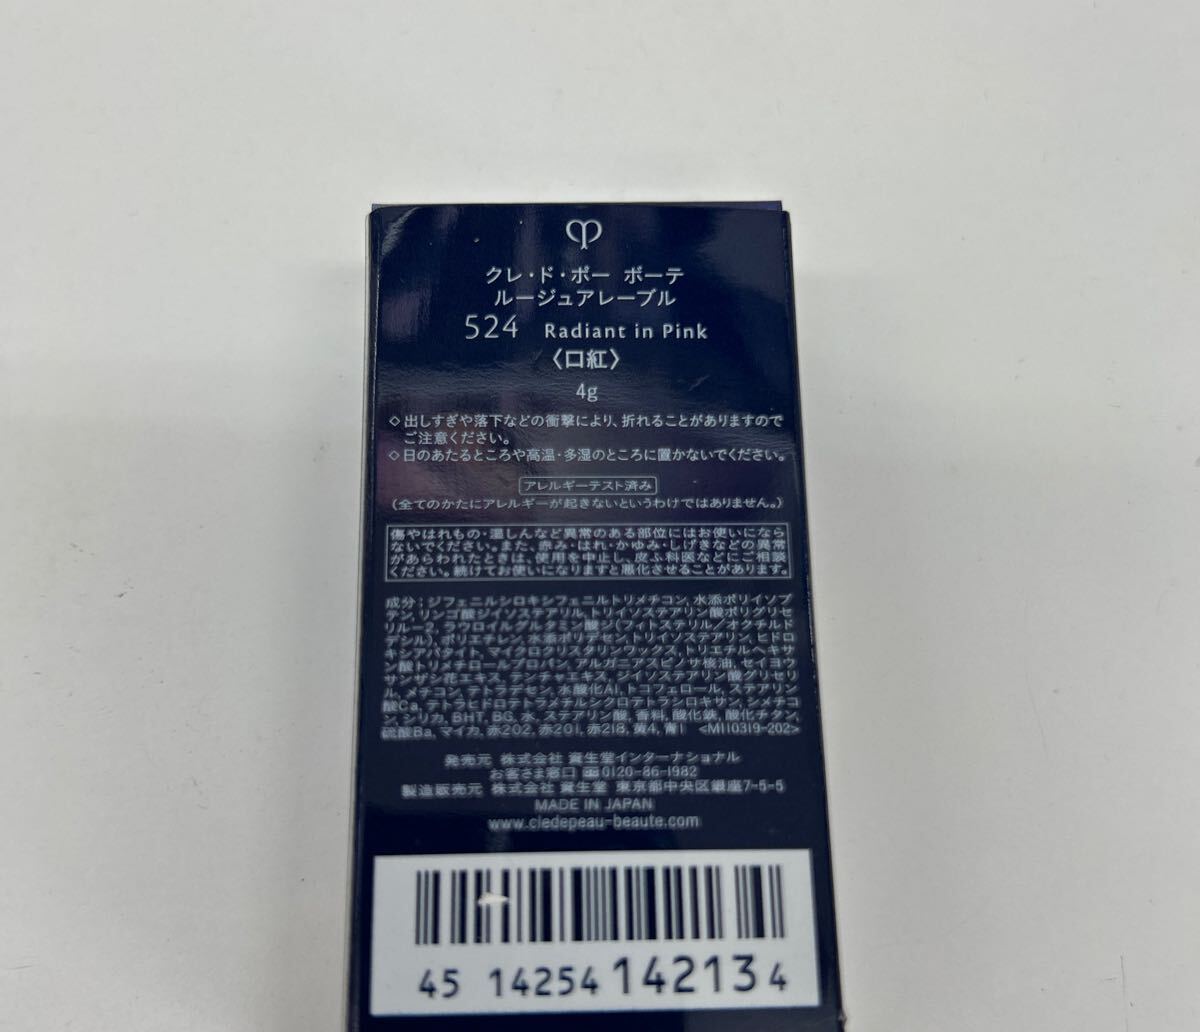 クレ・ド・ポー ボーテ
ルージュアレーブル
524 Radiant in Pink
〈口紅〉
4g
◇出しすぎや落下などの衝撃により、折れることがありますので
ご注意ください。
◇日のあたるところや高温・多湿のところに置かないでください。
アレルギーテスト済み
(全てのかたにアレルギーが起きないというわけではありません。)
傷やはれもの・湿しんなど異常のある部位にはお使いになら
ないでください。また、赤み・はれ・かゆみ・しげきなどの異常
があらわれたときは、使用を中止し、皮ふ科医などにご相談
ください。続けてお使いになりますと悪化することがあります。
成分:ジフェニルシロキシフェニルトリメチコン, 水添ポリイソブ
テン, リンゴ酸ジイソステアリル, トリイソステアリン酸ポリグリセ
リル-2, ラウロイルグルタミン酸ジ(フィトステリル/オクチルド
デシル), ポリエチレン, 水添ポリデセン, トリイソステアリン, ヒドロ
キシアパタイト, マイクロクリスタリンワックス, トリエチルヘキサ
ン酸トリメチロールプロパン, アルガニアスピノサ核油, セイヨウ
サンザシ花エキス, テンチャエキス, ジイソステアリン酸グリセリ
ル, メチコン, テトラデセン, 水酸化Al, トコフェロール, ステアリン
酸Ca, テトラヒドロテトラメチルシクロテトラシロキサン, シメチコ
ン, シリカ, BHT, BG, 水, ステアリン酸, 香料, 酸化鉄, 酸化チタン,
硫酸Ba, マイカ, 赤202, 赤201, 赤218, 黄4, 青1 <M110319-202>
発売元 株式会社 資生堂インターナショナル
お客さま窓口 0120-86-1982
製造販売元 株式会社 資生堂 東京都中央区銀座7-5-5
MADE IN JAPAN
www.cledepeau-beaute.com
45 14254 14213 4